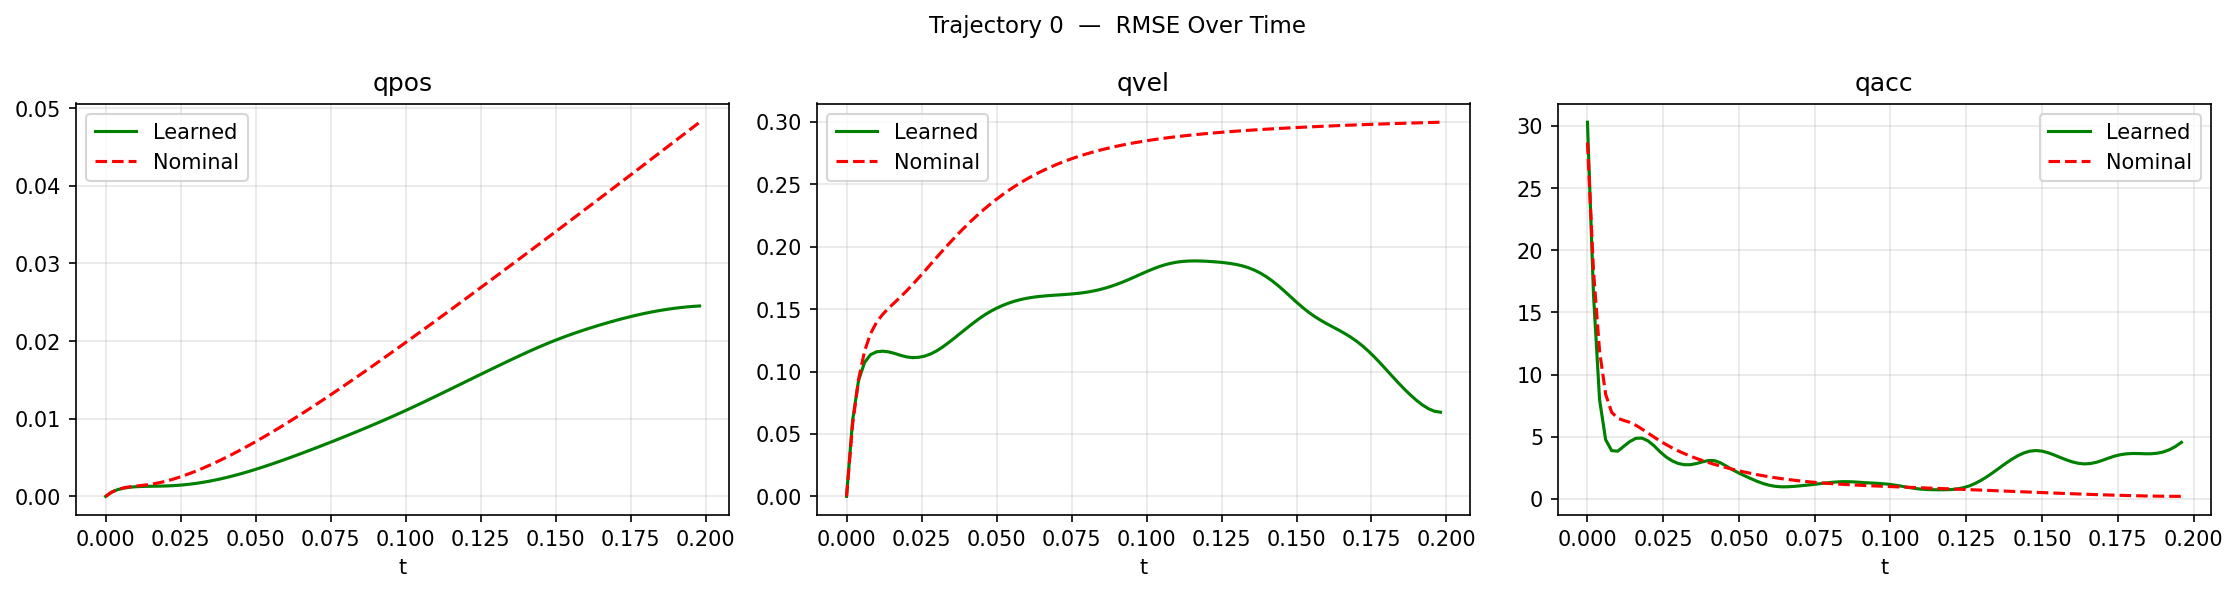 Trajectory 0 — RMSE Over Time
qpos
0.05
0.04
0.03
0.02
0.01
0.00
Learned
Nominal
0.000 0.025 0.050 0.075 0.100 0.125 0.150 0.175 0.200
t
qvel
0.30
0.25
0.20
0.15
0.10
0.05
0.00
Learned
Nominal
0.000 0.025 0.050 0.075 0.100 0.125 0.150 0.175 0.200
t
qacc
30
25
20
15
10
5
0
Learned
Nominal
0.000 0.025 0.050 0.075 0.100 0.125 0.150 0.175 0.200
t